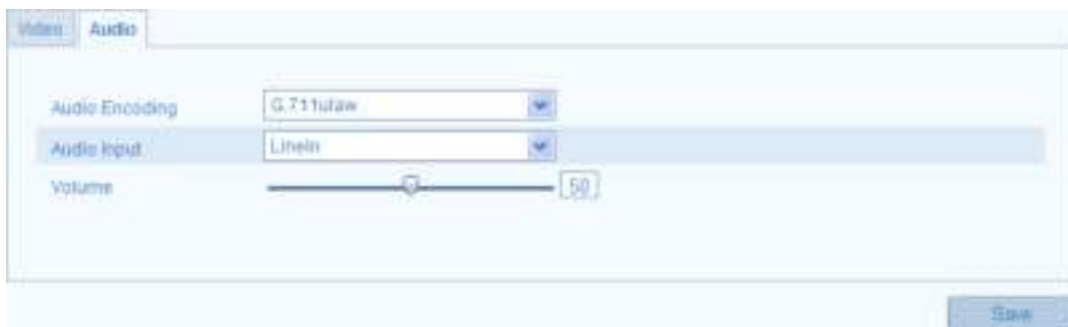 Video Audio
Audio Encoding G.711ulaw
Audio Input LineIn
Volume 50
Save